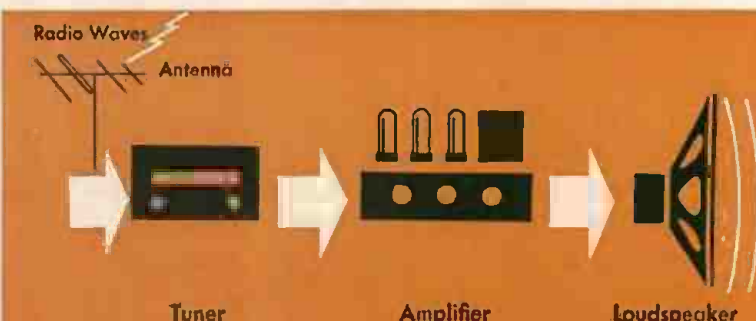 Radio Waves
Antenna
Tuner
Amplifier
Loudspeaker